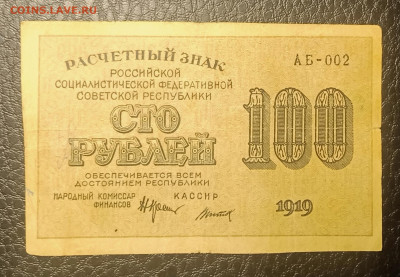 COINS.LAVE.RU
РАСЧЕТНЫЙ ЗНАК
РОССИЙСКОЙ
СОЦИАЛИСТИЧЕСКОЙ ФЕДЕРАТИВНОЙ
СОВЕТСКОЙ РЕСПУБЛИКИ
СТО
РУБЛЕЙ
ОБЕСПЕЧИВАЕТСЯ ВСЕМ
ДОСТОЯНИЕМ РЕСПУБЛИКИ
НАРОДНЫЙ КОМИССАР
ФИНАНСОВ
КАССИР
АБ-002
100
1919